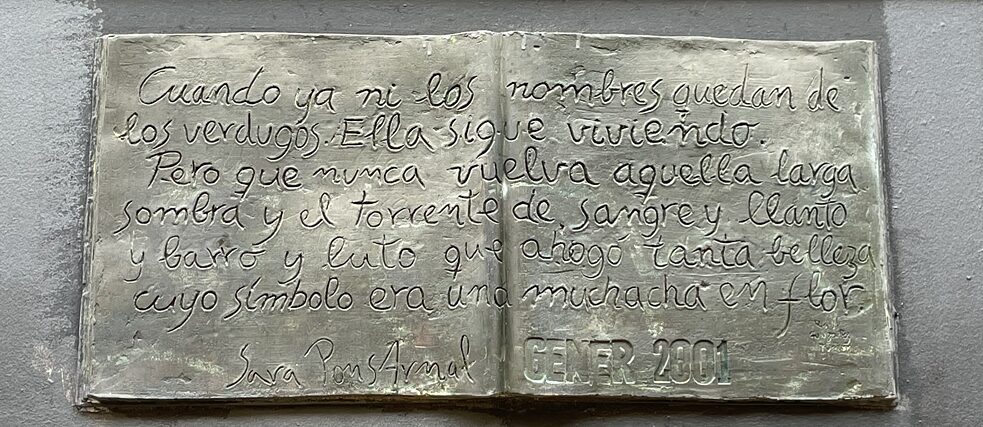 Cuando ya ni los nombres quedan de
los verdugos. Ella sigue viviendo.
Pero que nunca vuelva aquella larga
sombra y el torrente de sangre y llanto
y barro y luto que ahogó tanta belleza
cuyo símbolo era una muchacha en flor.
Sara Pons Arnal
GENER 2001